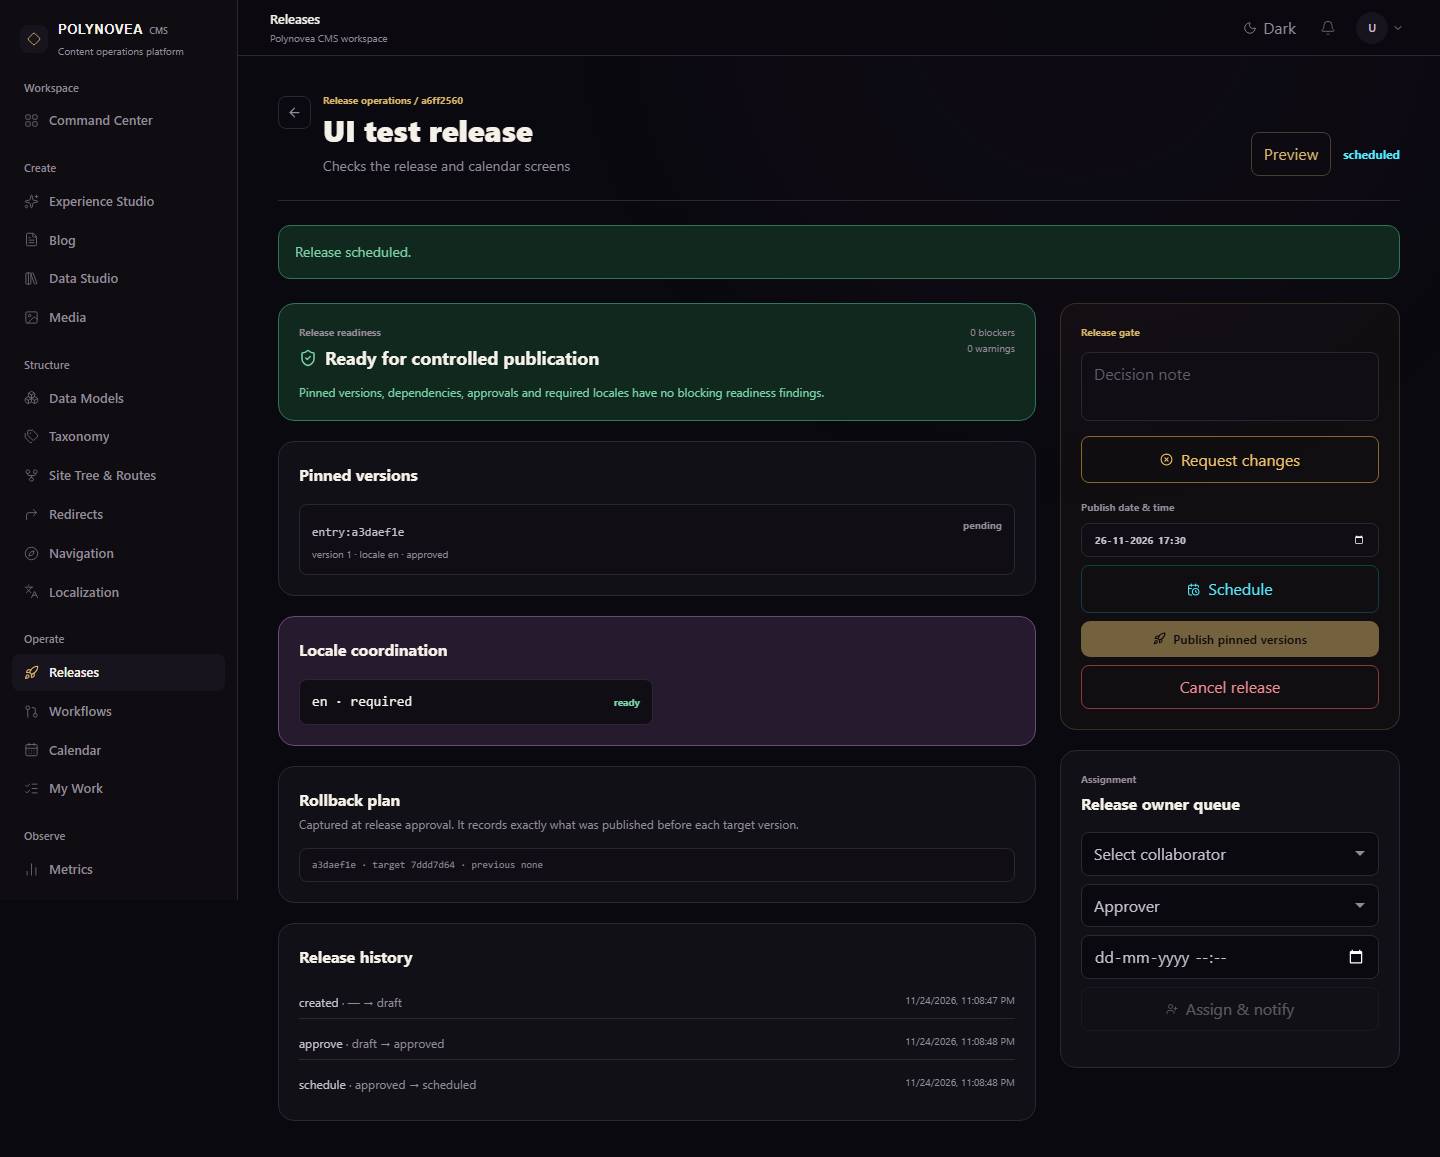 POLYNOVEA CMS
Content operations platform
Workspace
Command Center
Create
Experience Studio
Blog
Data Studio
Media
Structure
Data Models
Taxonomy
Site Tree & Routes
Redirects
Navigation
Localization
Operate
Releases
Workflows
Calendar
My Work
Observe
Metrics
Releases
Polynovea CMS workspace
Dark
U
Release operations / a6ff2560
UI test release
Checks the release and calendar screens
Preview
scheduled
Release scheduled.
Release readiness
Ready for controlled publication
0 blockers
0 warnings
Pinned versions, dependencies, approvals and required locales have no blocking readiness findings.
Pinned versions
entry:a3daef1e
version 1 · locale en · approved
pending
Locale coordination
en · required
ready
Rollback plan
Captured at release approval. It records exactly what was published before each target version.
a3daef1e · target 7ddd7d64 · previous none
Release history
created · — → draft
11/24/2026, 11:08:47 PM
approve · draft → approved
11/24/2026, 11:08:48 PM
schedule · approved → scheduled
11/24/2026, 11:08:48 PM
Release gate
Decision note
Request changes
Publish date & time
26-11-2026 17:30
Schedule
Publish pinned versions
Cancel release
Assignment
Release owner queue
Select collaborator
Approver
dd-mm-yyyy --:--
Assign & notify